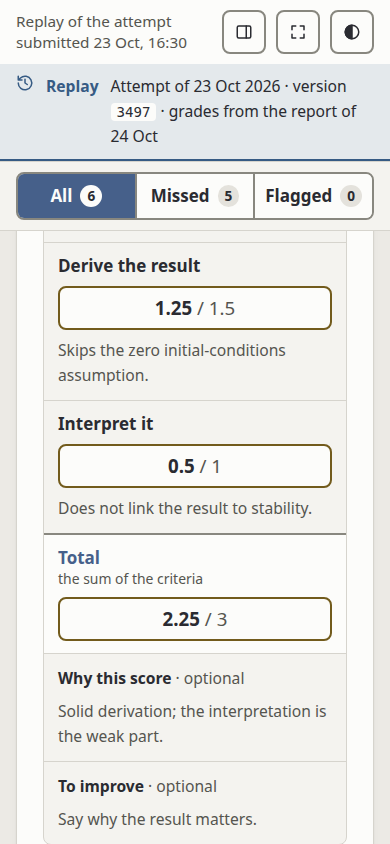 Replay of the attempt
submitted 23 Oct, 16:30
Replay Attempt of 23 Oct 2026 · version
3497 · grades from the report of
24 Oct
All 6 Missed 5 Flagged 0
Derive the result
1.25 / 1.5
Skips the zero initial-conditions
assumption.
Interpret it
0.5 / 1
Does not link the result to stability.
Total
the sum of the criteria
2.25 / 3
Why this score · optional
Solid derivation; the interpretation is
the weak part.
To improve · optional
Say why the result matters.